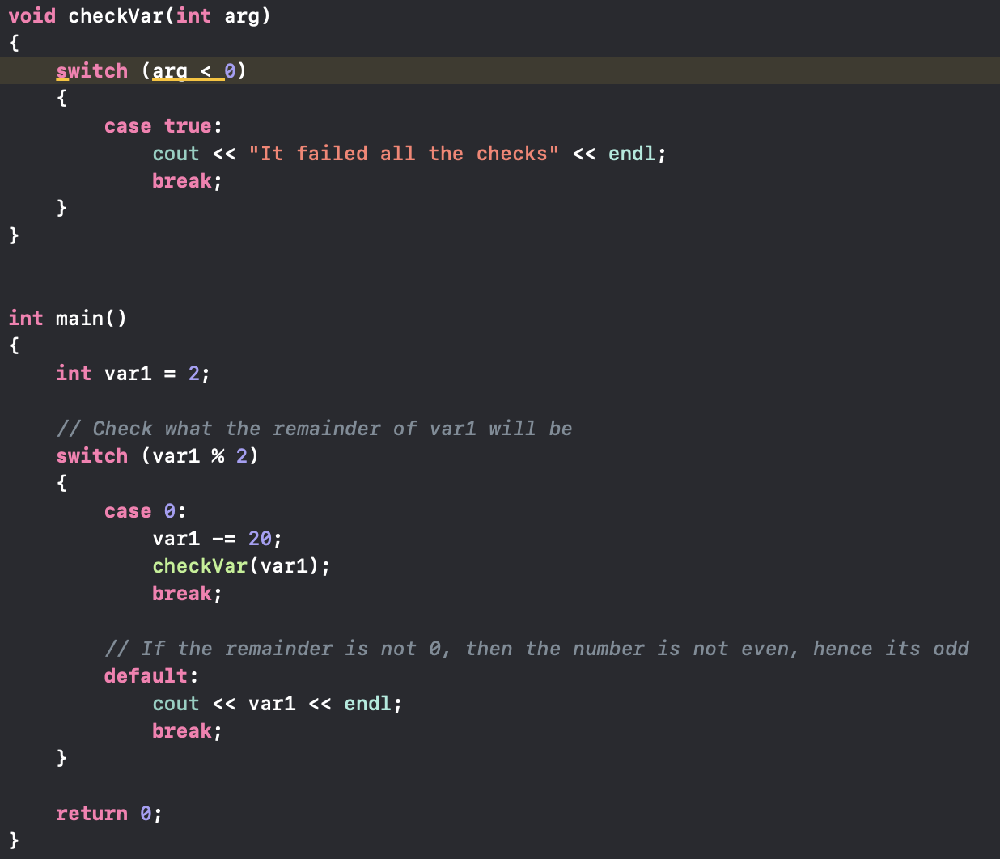 void checkVar(int arg)
{
    switch (arg < 0)
    {
        case true:
            cout << "It failed all the checks" << endl;
            break;
    }
}
int main()
{
    int var1 = 2;
    // Check what the remainder of var1 will be
    switch (var1 % 2)
    {
        case 0:
            var1 -= 20;
            checkVar(var1);
            break;
        // If the remainder is not 0, then the number is not even, hence its odd
        default:
            cout << var1 << endl;
            break;
    }
    return 0;
}